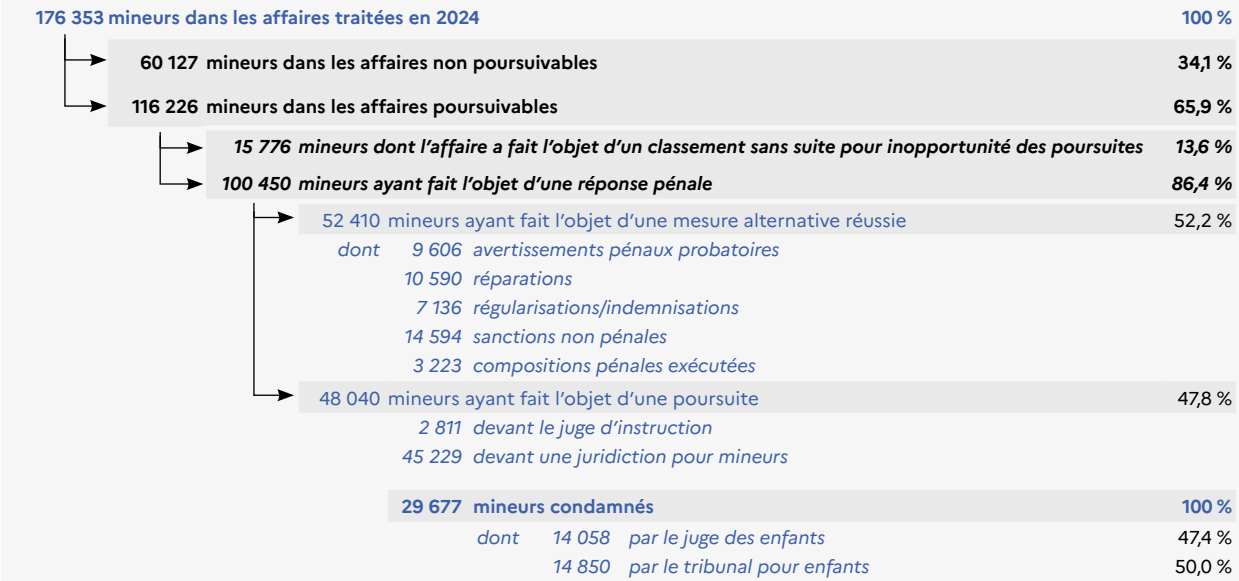 176 353 mineurs dans les affaires traitées en 2024 100 %
60 127 mineurs dans les affaires non poursuivables 34,1 %
116 226 mineurs dans les affaires poursuivables 65,9 %
15 776 mineurs dont l’affaire a fait l’objet d’un classement sans suite pour inopportunité des poursuites 13,6 %
100 450 mineurs ayant fait l’objet d’une réponse pénale 86,4 %
52 410 mineurs ayant fait l’objet d’une mesure alternative réussie 52,2 %
dont 9 606 avertissements pénaux probatoires
10 590 réparations
7 136 régularisations/indemnisations
14 594 sanctions non pénales
3 223 compositions pénales exécutées
48 040 mineurs ayant fait l’objet d’une poursuite 47,8 %
2 811 devant le juge d’instruction
45 229 devant une juridiction pour mineurs
29 677 mineurs condamnés 100 %
dont 14 058 par le juge des enfants 47,4 %
14 850 par le tribunal pour enfants 50,0 %